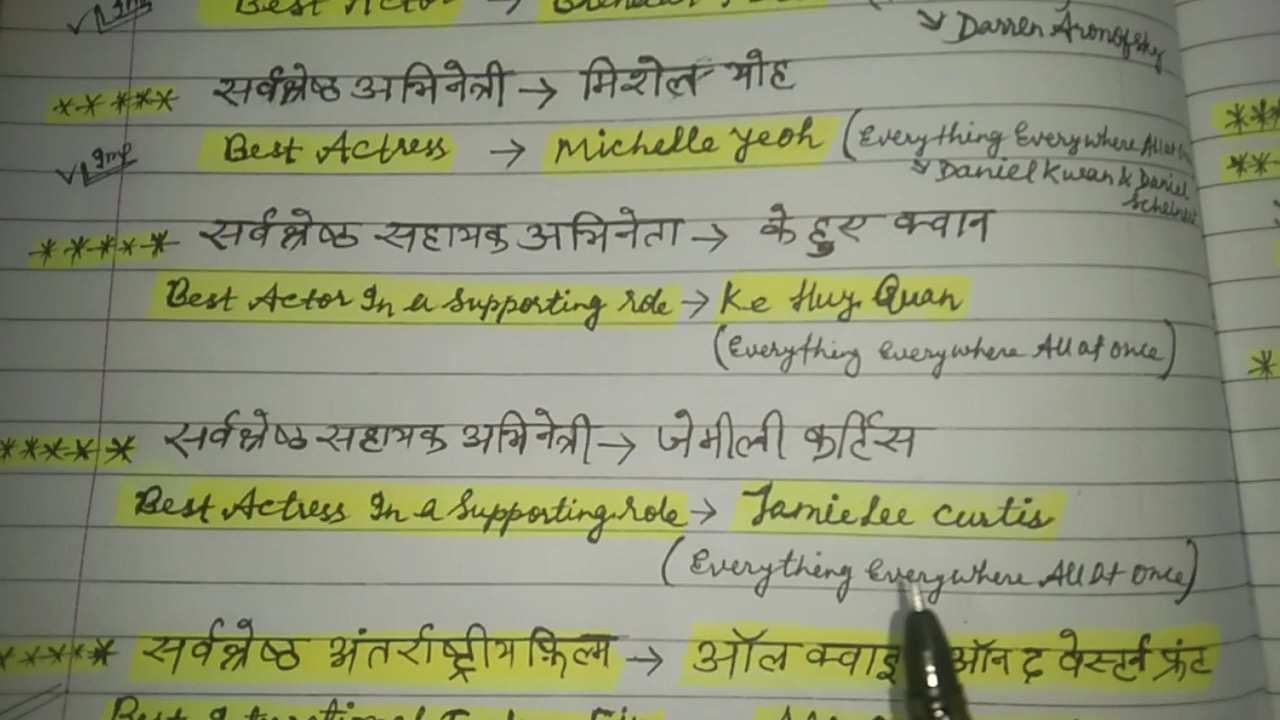 Best Actor →
↘ Darren Aronofsky
***** सर्वश्रेष्ठ अभिनेत्री → मिशेल योह
Imp Best Actress → Michelle Yeoh (Everything Everywhere All at
↘ Daniel Kwan & Daniel
***** सर्वश्रेष्ठ सहायक अभिनेता → के हुए क्वान
Best Actor In a Supporting role → Ke Huy Quan
(Everything Everywhere All at once)
***** सर्वश्रेष्ठ सहायक अभिनेत्री → जेमीली कर्टिस
Best Actress In a Supporting role → Jamie Lee Curtis
(Everything Everywhere All At once)
***** सर्वश्रेष्ठ अंतर्राष्ट्रीय फ़िल्म → ऑल क्वाइ ऑन द वेस्टर्न फ्रंट